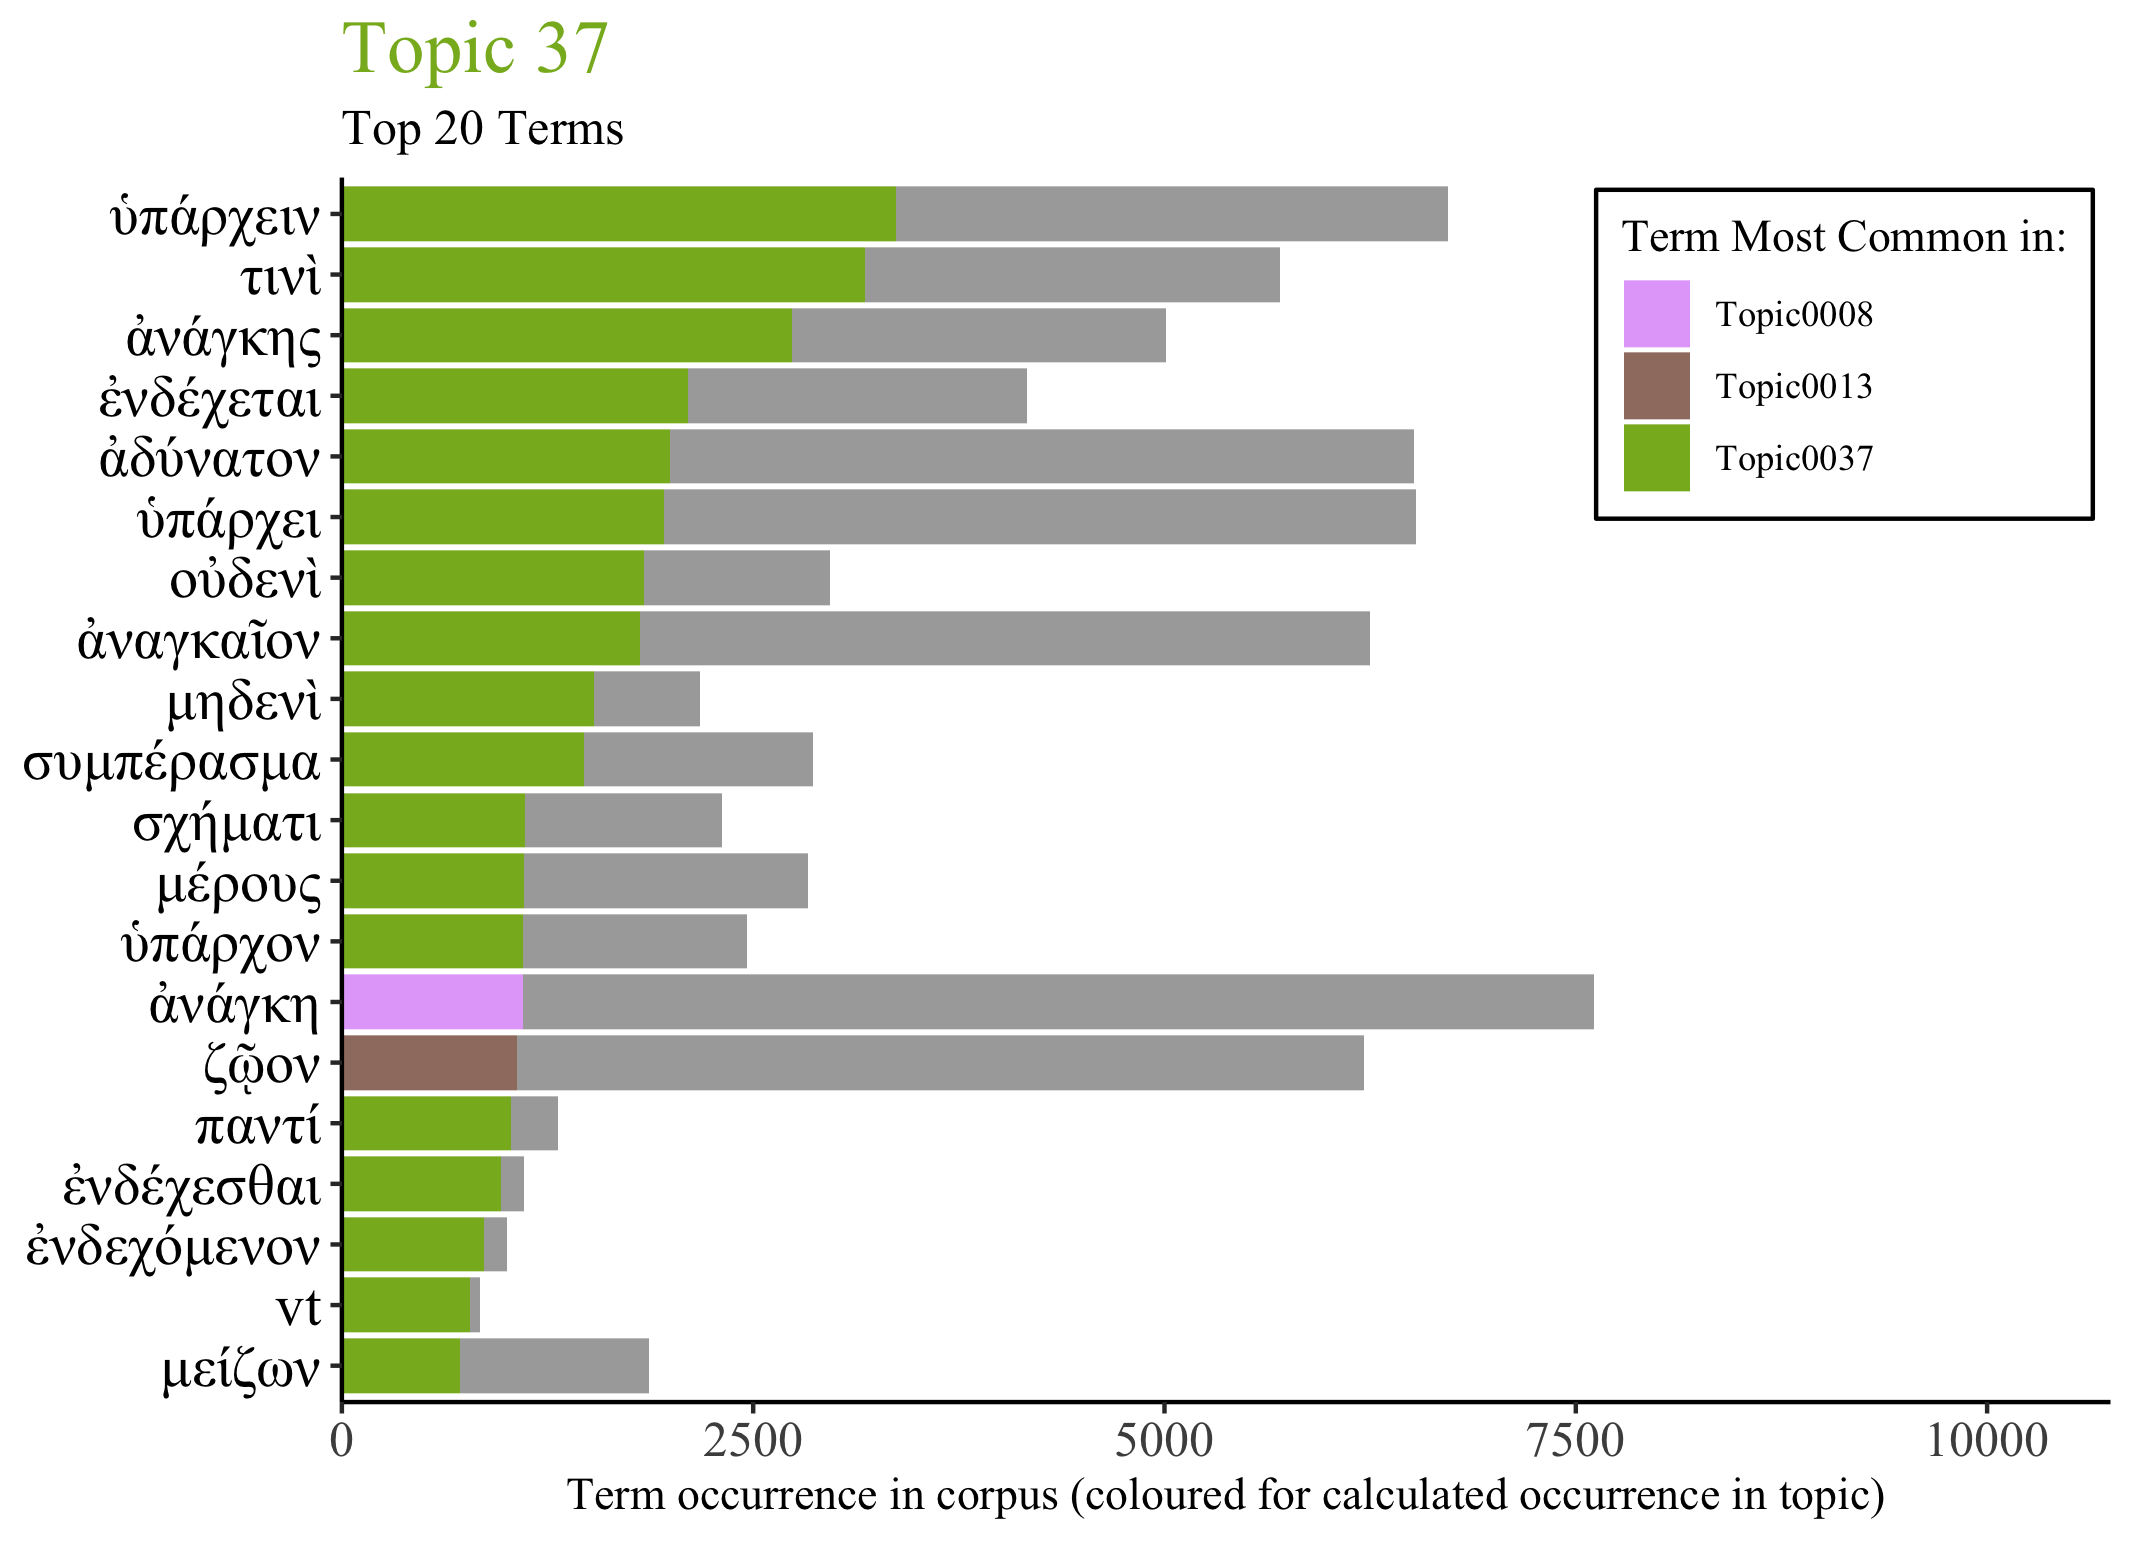 Topic 37
Top 20 Terms
ὑπάρχειν
τινὶ
ἀνάγκης
ἐνδέχεται
ἀδύνατον
ὑπάρχει
οὐδενὶ
ἀναγκαῖον
μηδενὶ
συμπέρασμα
σχήματι
μέρους
ὑπάρχον
ἀνάγκη
ζῷον
παντί
ἐνδέχεσθαι
ἐνδεχόμενον
vt
μείζων
Term Most Common in:
Topic0008
Topic0013
Topic0037
0 2500 5000 7500 10000
Term occurrence in corpus (coloured for calculated occurrence in topic)